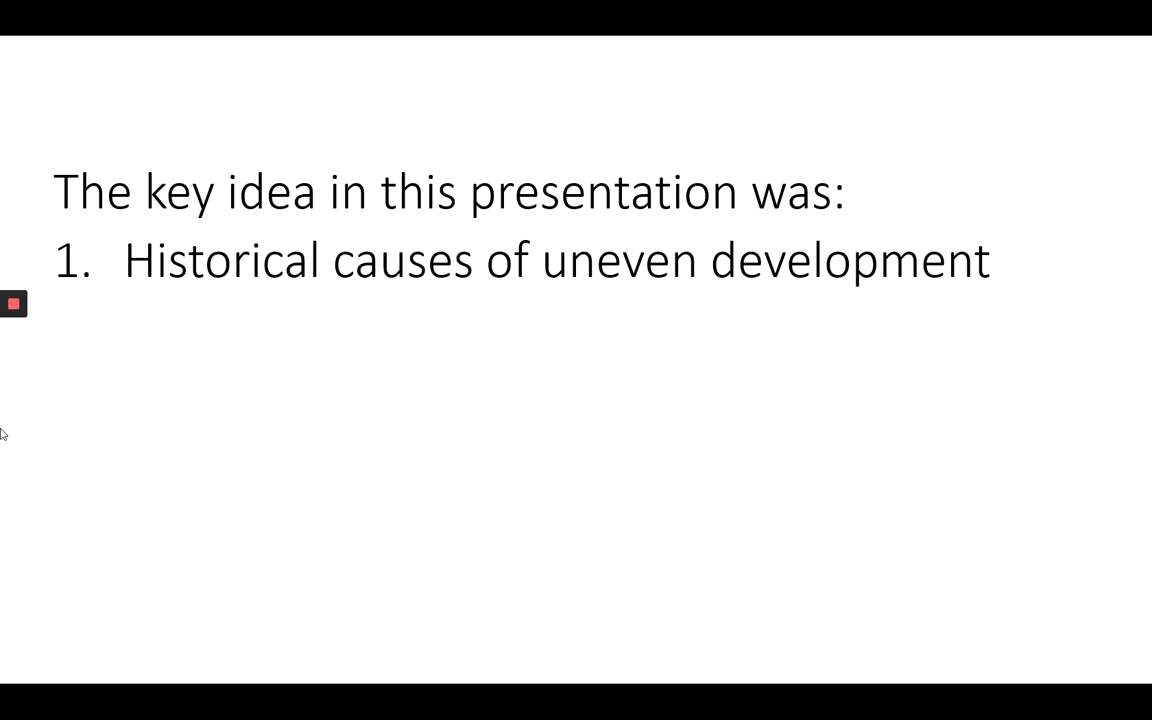 The key idea in this presentation was:
1. Historical causes of uneven development